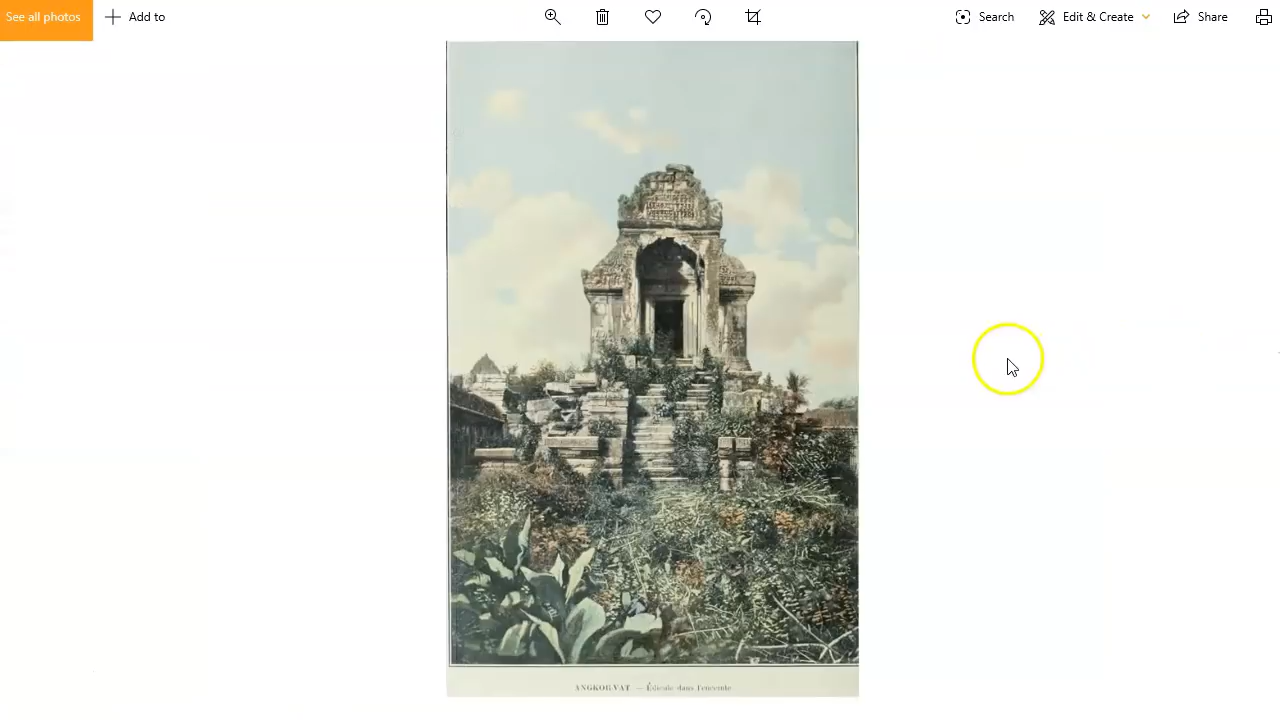 See all photos
Add to
Search
Edit & Create
Share
ANGKOR-VAT — Édicule dans l'enceinte